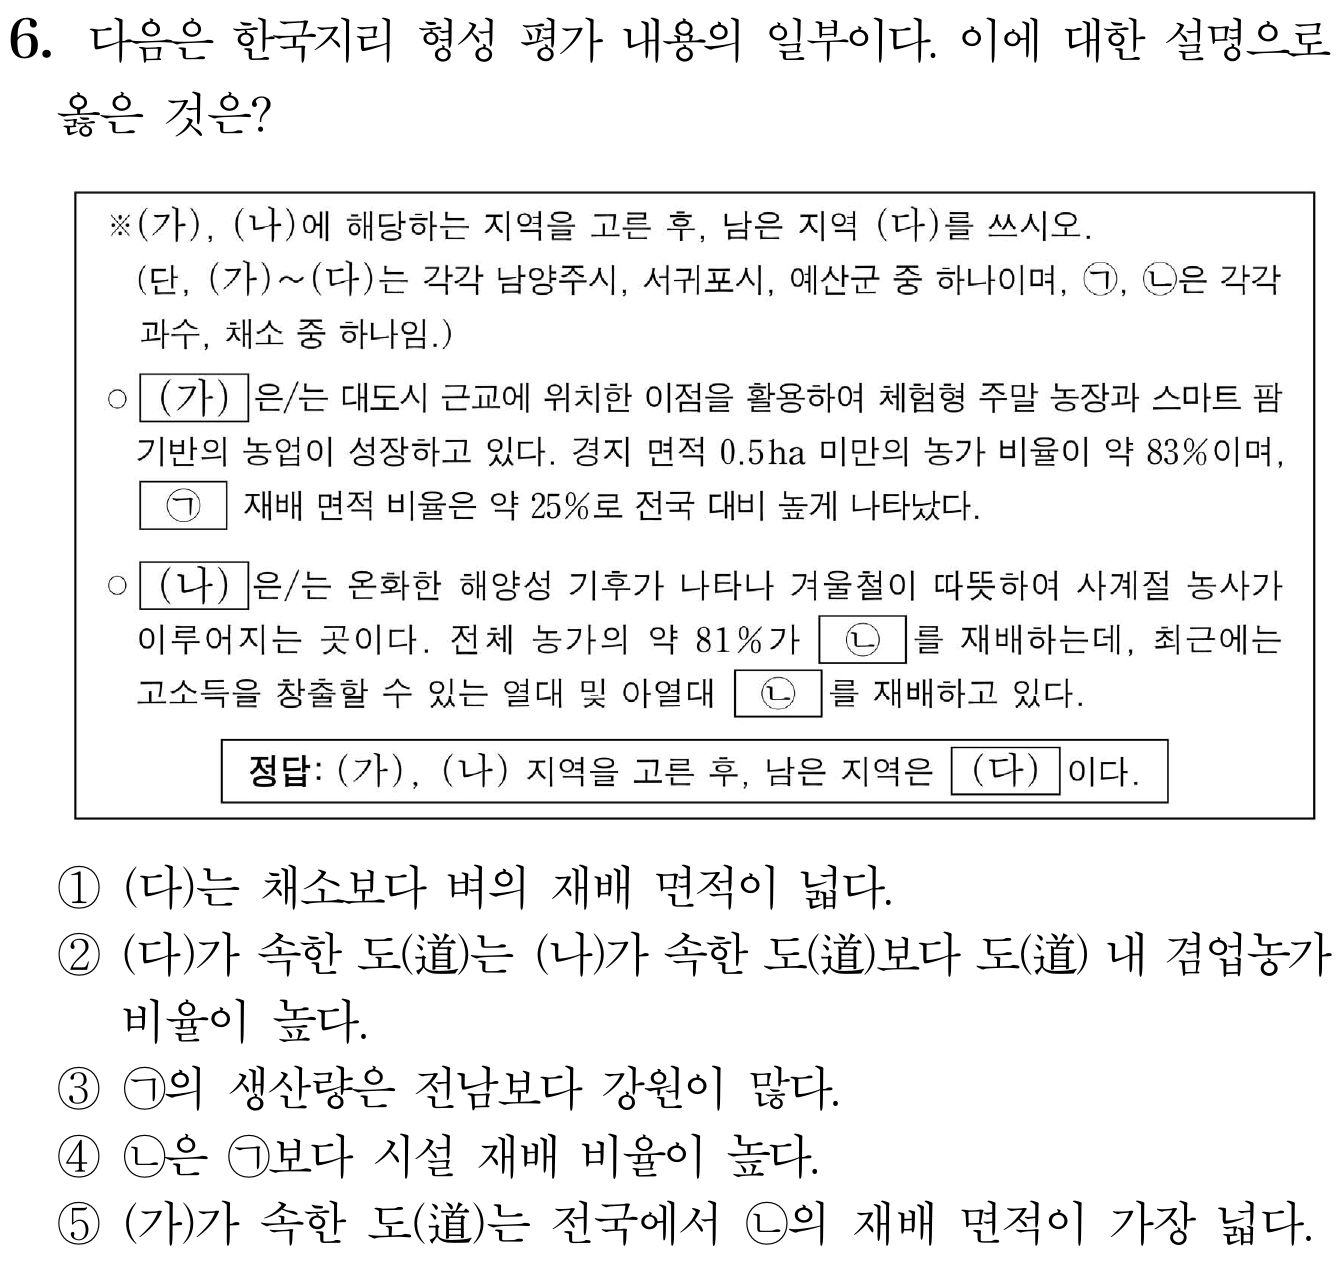 6. 다음은 한국지리 형성 평가 내용의 일부이다. 이에 대한 설명으로
옳은 것은?
※(가), (나)에 해당하는 지역을 고른 후, 남은 지역 (다)를 쓰시오.
(단, (가)~(다)는 각각 남양주시, 서귀포시, 예산군 중 하나이며, ㉠, ㉡은 각각
과수, 채소 중 하나임.)
○ (가) 은/는 대도시 근교에 위치한 이점을 활용하여 체험형 주말 농장과 스마트 팜
기반의 농업이 성장하고 있다. 경지 면적 0.5ha 미만의 농가 비율이 약 83%이며,
㉠ 재배 면적 비율은 약 25%로 전국 대비 높게 나타났다.
○ (나) 은/는 온화한 해양성 기후가 나타나 겨울철이 따뜻하여 사계절 농사가
이루어지는 곳이다. 전체 농가의 약 81%가 ㉡ 를 재배하는데, 최근에는
고소득을 창출할 수 있는 열대 및 아열대 ㉡ 를 재배하고 있다.
정답: (가), (나) 지역을 고른 후, 남은 지역은 (다) 이다.
① (다)는 채소보다 벼의 재배 면적이 넓다.
② (다)가 속한 도(道)는 (나)가 속한 도(道)보다 도(道) 내 겸업농가
비율이 높다.
③ ㉠의 생산량은 전남보다 강원이 많다.
④ ㉡은 ㉠보다 시설 재배 비율이 높다.
⑤ (가)가 속한 도(道)는 전국에서 ㉡의 재배 면적이 가장 넓다.